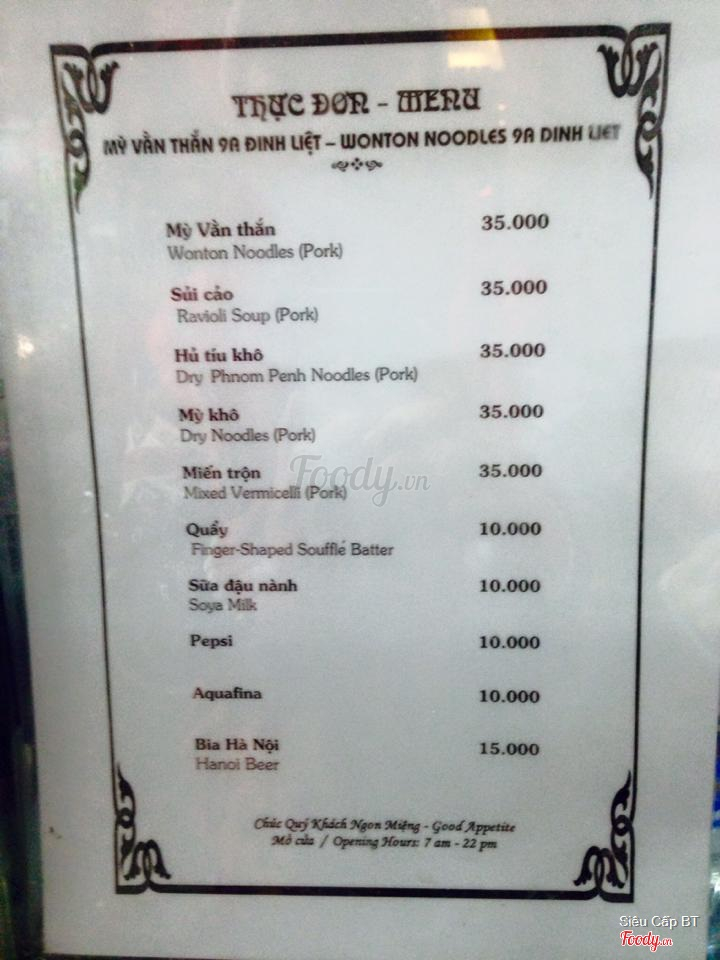 THỰC ĐƠN - MENU
MỲ VẰN THẮN 9A ĐINH LIỆT – WONTON NOODLES 9A DINH LIET
Mỳ Vằn thắn 35.000
Wonton Noodles (Pork)
Sủi cảo 35.000
Ravioli Soup (Pork)
Hủ tíu khô 35.000
Dry Phnom Penh Noodles (Pork)
Mỳ khô 35.000
Dry Noodles (Pork)
Miến trộn 35.000
Mixed Vermicelli (Pork)
Quẩy 10.000
Finger-Shaped Soufflé Batter
Sữa đậu nành 10.000
Soya Milk
Pepsi 10.000
Aquafina 10.000
Bia Hà Nội 15.000
Hanoi Beer
Chúc Quý Khách Ngon Miệng - Good Appetite
Mở cửa / Opening Hours: 7 am - 22 pm
Foody.vn
Siêu Cấp BT
Foody.vn